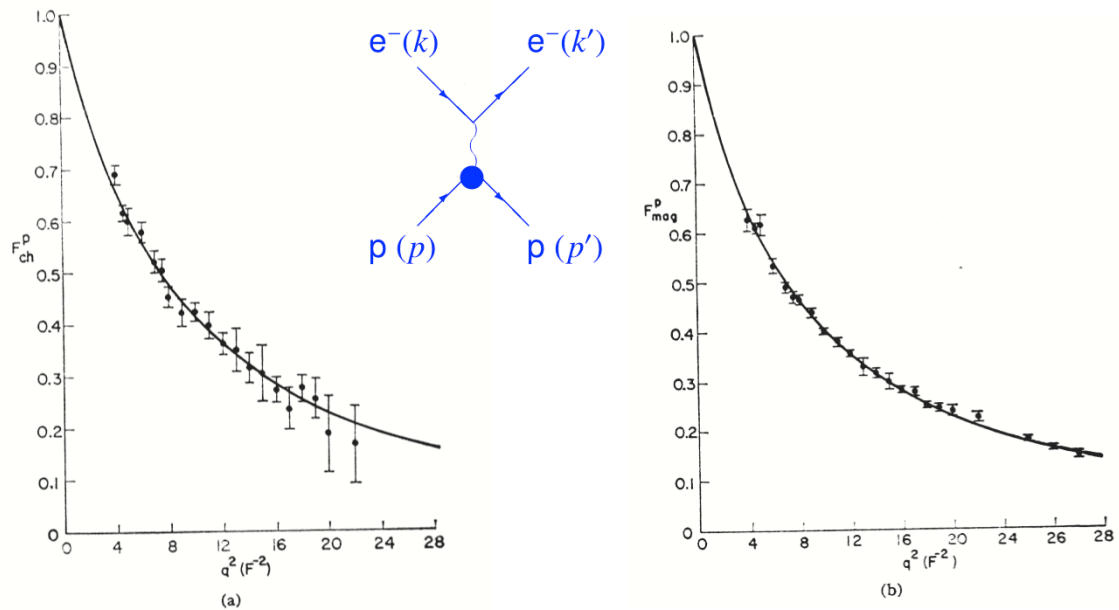 1.0
0.9
0.8
0.7
0.6
F^p_ch
0.5
0.4
0.3
0.2
0.1
0
0 4 8 12 16 20 24 28
q² (F⁻²)
(a)
e⁻(k) e⁻(k′)
p (p) p (p′)
1.0
0.9
0.8
0.7
0.6
F^p_mag
0.5
0.4
0.3
0.2
0.1
0
0 4 8 12 16 20 24 26 28
q² (F⁻²)
(b)